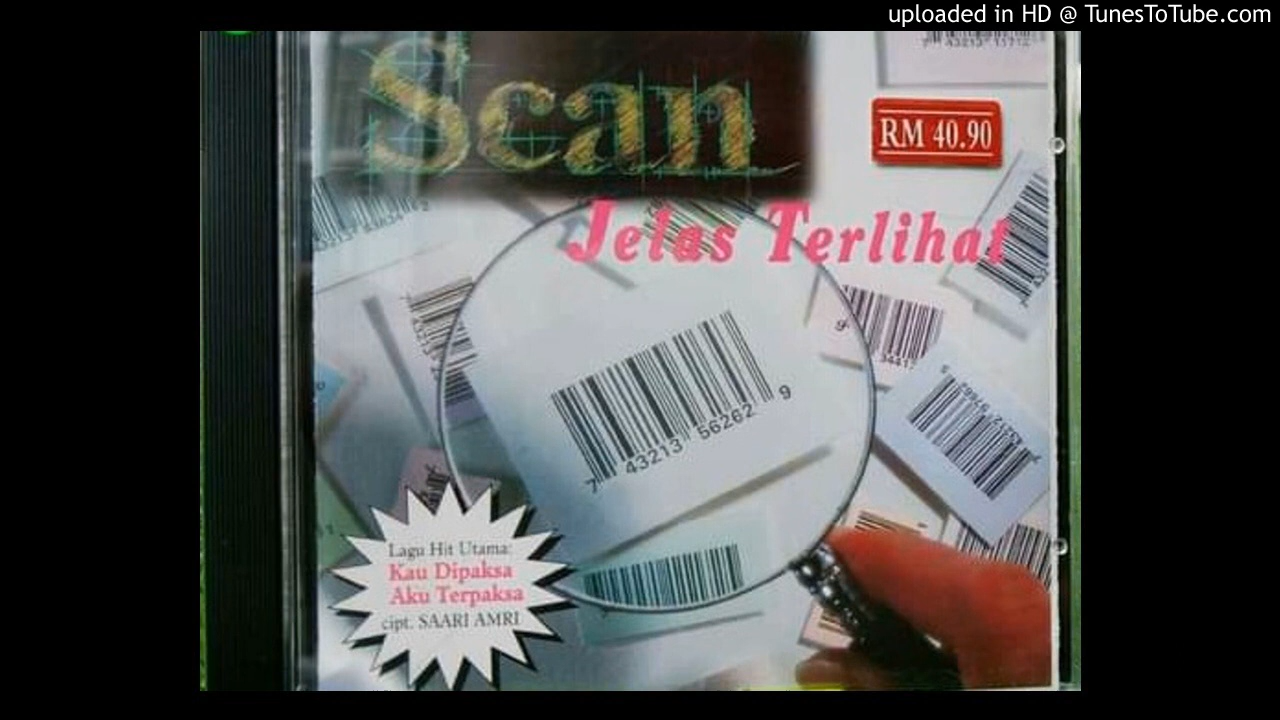 uploaded in HD @ TunesToTube.com
Scan
RM 40.90
Jelas Terlihat
7 43213 56262 9
Lagu Hit Utama:
Kau Dipaksa
Aku Terpaksa
cipt. SAARI AMRI